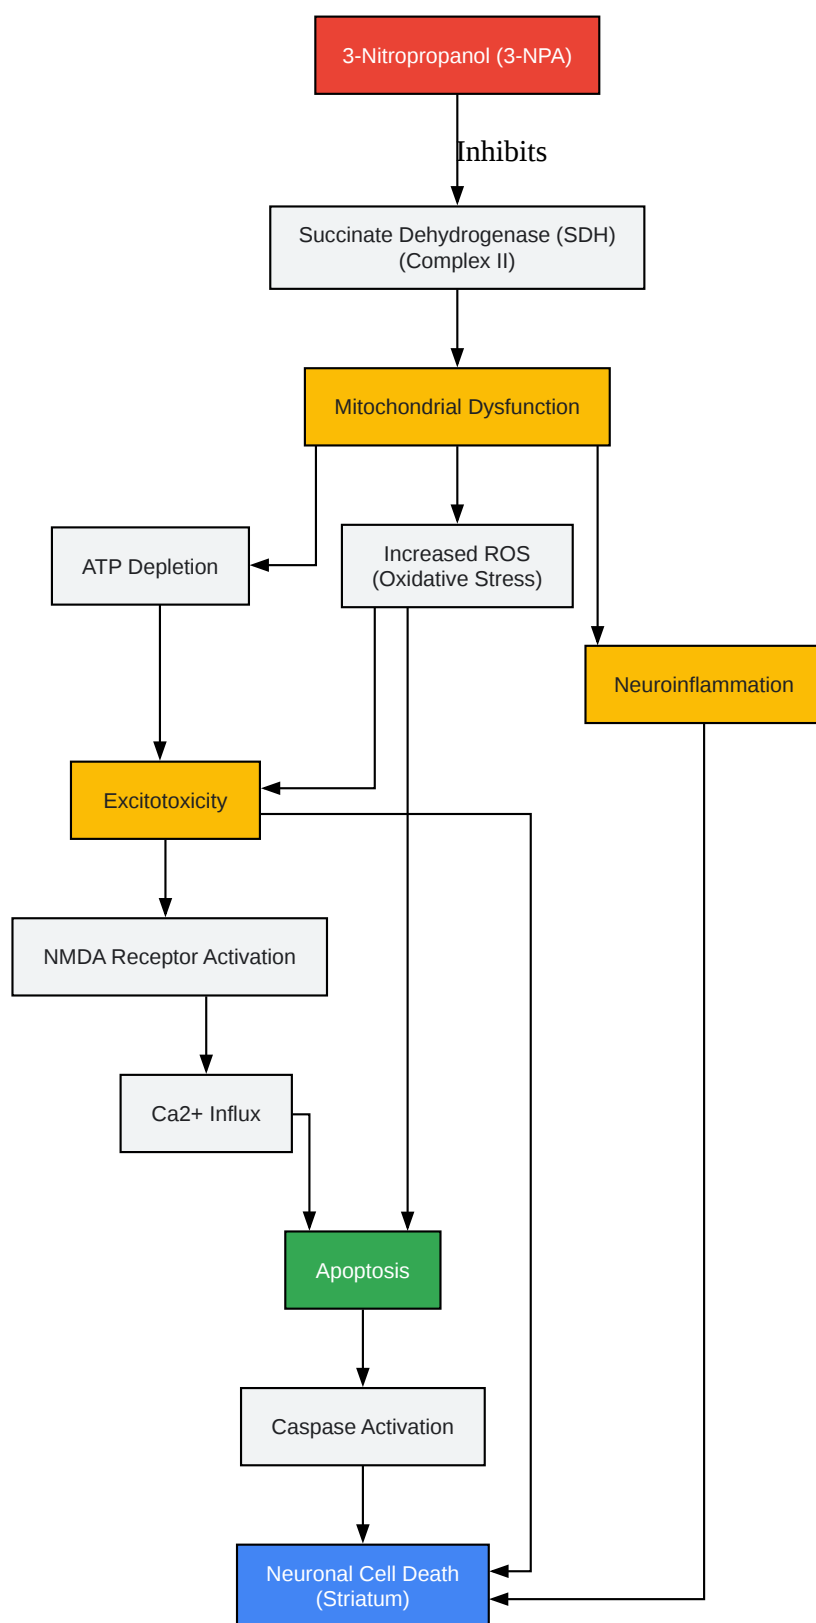 3-Nitropropanol (3-NPA)
Inhibits
Succinate Dehydrogenase (SDH)
(Complex II)
Mitochondrial Dysfunction
ATP Depletion
Increased ROS
(Oxidative Stress)
Neuroinflammation
Excitotoxicity
NMDA Receptor Activation
Ca2+ Influx
Apoptosis
Caspase Activation
Neuronal Cell Death
(Striatum)